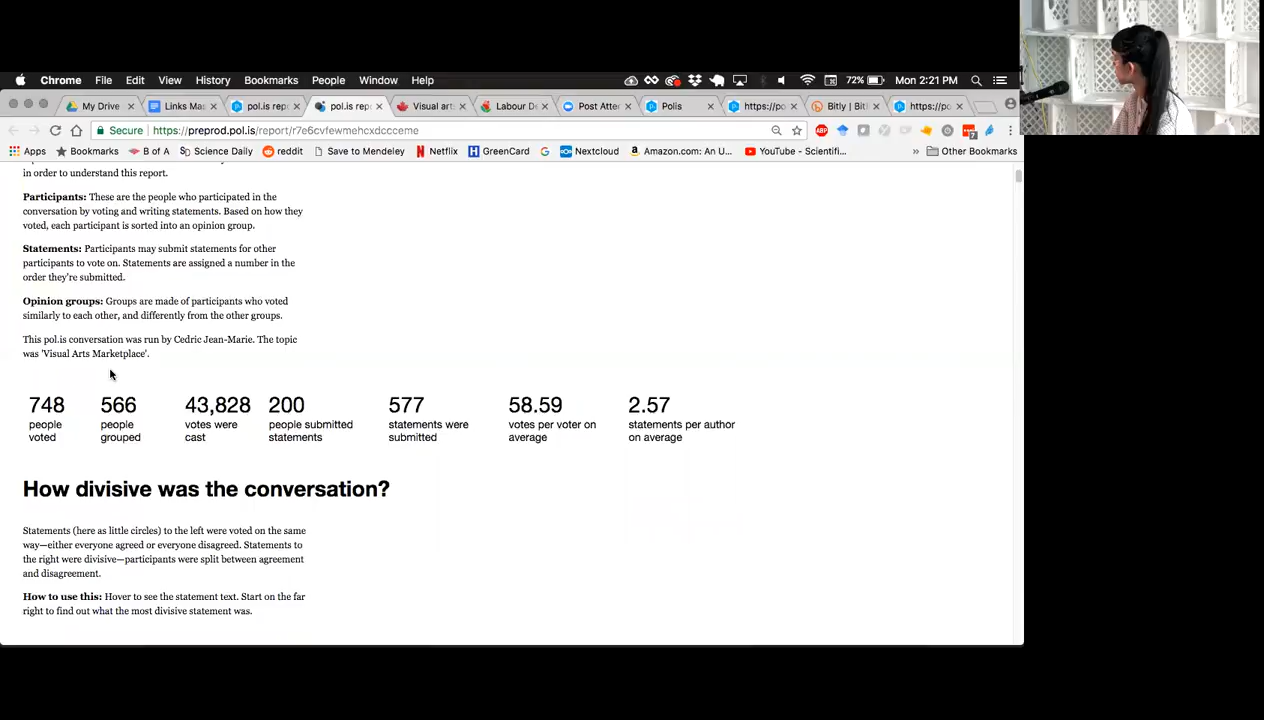 Chrome File Edit View History Bookmarks People Window Help 72% Mon 2:21 PM
My Drive Links Ma pol.is repo pol.is repo Visual art Labour De Post Atte Polis https://po Bitly | Bit https://po
Secure https://preprod.pol.is/report/r7e6cvfewmehcxdcceme
Apps Bookmarks B of A Science Daily reddit Save to Mendeley Netflix GreenCard Nextcloud Amazon.com: An U... YouTube - Scientifi... » Other Bookmarks
in order to understand this report.
Participants: These are the people who participated in the
conversation by voting and writing statements. Based on how they
voted, each participant is sorted into an opinion group.
Statements: Participants may submit statements for other
participants to vote on. Statements are assigned a number in the
order they're submitted.
Opinion groups: Groups are made of participants who voted
similarly to each other, and differently from the other groups.
This pol.is conversation was run by Cedric Jean-Marie. The topic
was 'Visual Arts Marketplace'.
748 566 43,828 200 577 58.59 2.57
people people votes were people submitted statements were votes per voter on statements per author
voted grouped cast statements submitted average on average
How divisive was the conversation?
Statements (here as little circles) to the left were voted on the same
way—either everyone agreed or everyone disagreed. Statements to
the right were divisive—participants were split between agreement
and disagreement.
How to use this: Hover to see the statement text. Start on the far
right to find out what the most divisive statement was.